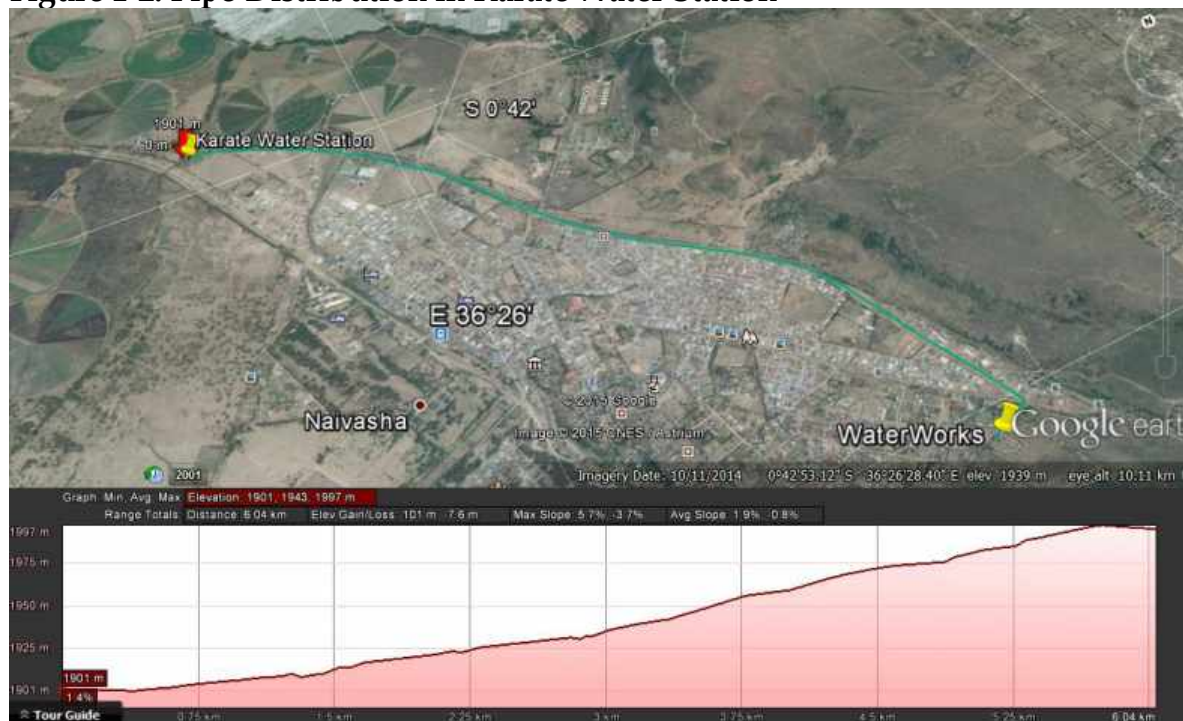 Figure 1-2: Pipe Distribution in Karate Water Station
N
S 0°42'
1901 m
0 m
Karate Water Station
E 36°26'
Naivasha
© 2015 Google
Image © 2015 CNES / Astrium
WaterWorks
Google eart
2001
Imagery Date: 10/11/2014 0°42'53.12" S 36°26'28.40" E elev 1939 m eye alt 10.11 km
Graph: Min, Avg, Max Elevation: 1901, 1943, 1997 m
Range Totals: Distance: 6.04 km Elev Gain/Loss: 101 m, -7.6 m Max Slope: 5.7%, -3.7% Avg Slope: 1.9%, -0.8%
1997 m
1975 m
1950 m
1925 m
1901 m
1901 m
1.4%
Tour Guide
0.75 km 1.5 km 2.25 km 3 km 3.75 km 4.5 km 5.25 km 6.04 km